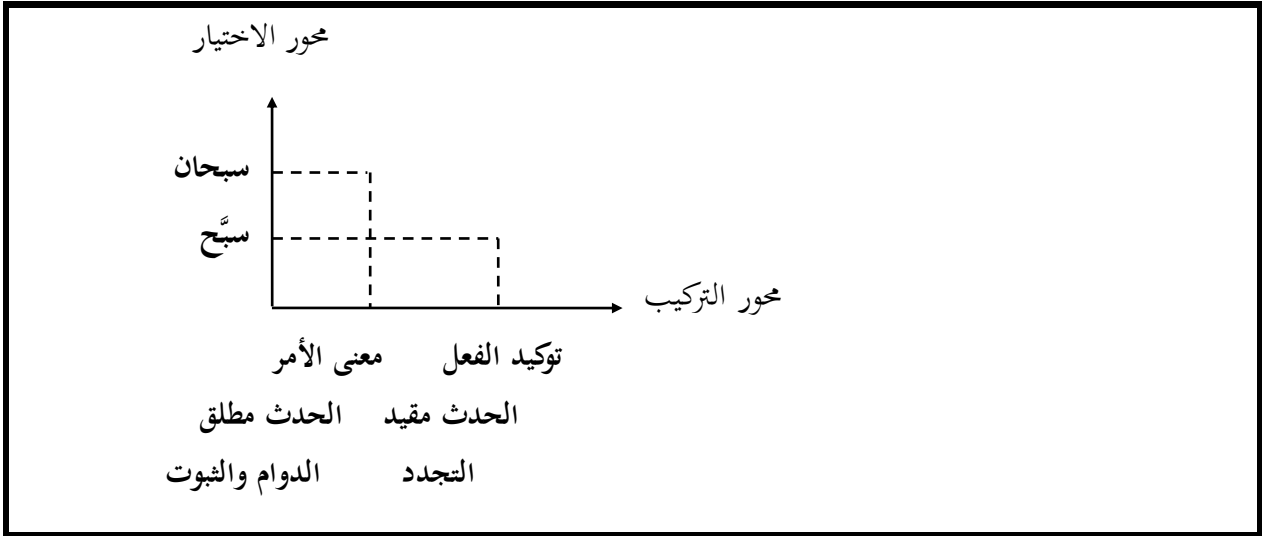 محور الاختيار
سبحان
سبَّح
محور التركيب
معنى الأمر توكيد الفعل
الحدث مطلق الحدث مقيد
الدوام والثبوت التجدد